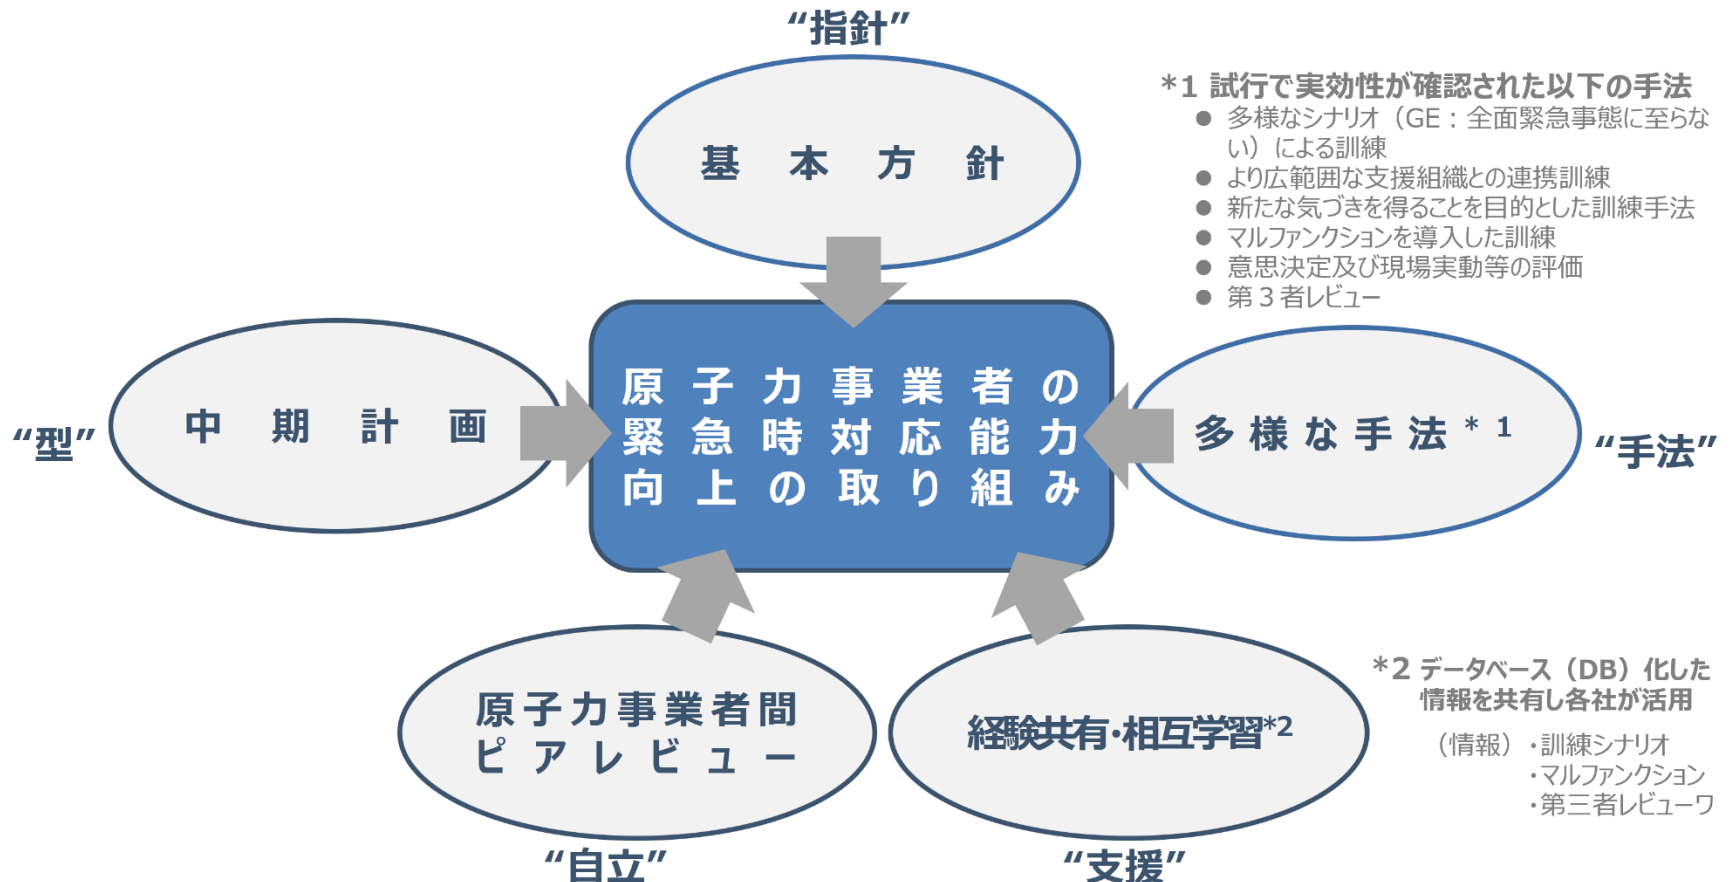 “指針”
基本方針
*1 試行で実効性が確認された以下の手法
● 多様なシナリオ（GE：全面緊急事態に至らな
い）による訓練
● より広範囲な支援組織との連携訓練
● 新たな気づきを得ることを目的とした訓練手法
● マルファンクションを導入した訓練
● 意思決定及び現場実動等の評価
● 第３者レビュー
“型”
中期計画
原子力事業者の
緊急時対応能力
向上の取り組み
多様な手法*1
“手法”
原子力事業者間
ピアレビュー
“自立”
経験共有・相互学習*2
“支援”
*2 データベース（DB）化した
情報を共有し各社が活用
（情報）・訓練シナリオ
・マルファンクション
・第三者レビューワ